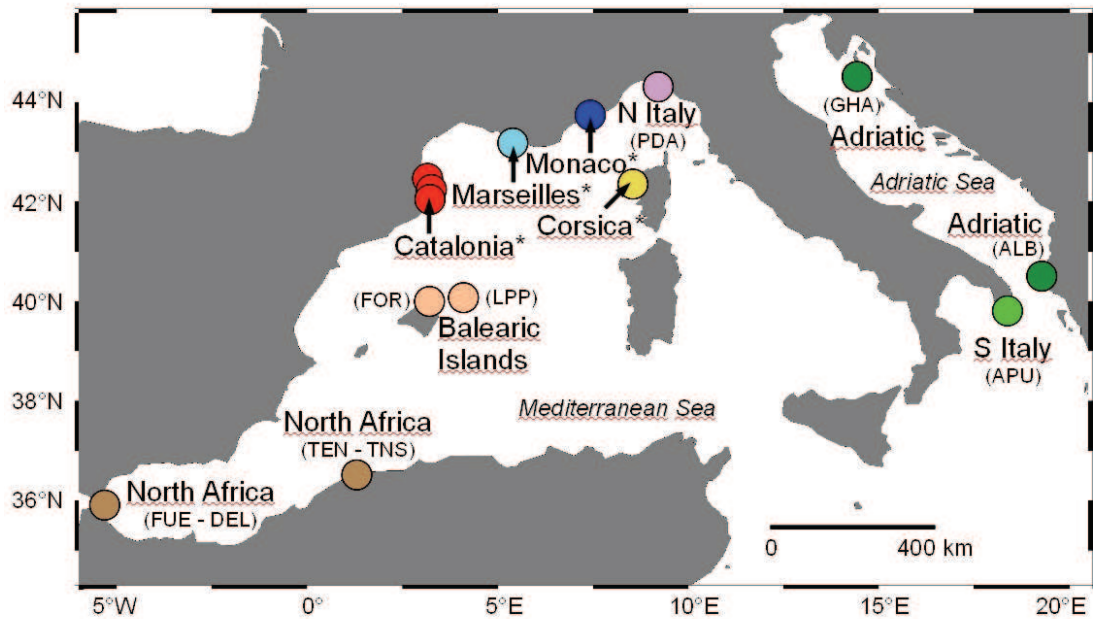 44°N
42°N
40°N
38°N
36°N
N Italy
(PDA)
(GHA)
Adriatic
Adriatic Sea
Monaco*
Marseilles*
Corsica*
Catalonia*
Adriatic
(ALB)
(FOR)
(LPP)
Balearic
Islands
S Italy
(APU)
Mediterranean Sea
North Africa
(TEN - TNS)
North Africa
(FUE - DEL)
0
400 km
5°W
0°
5°E
10°E
15°E
20°E